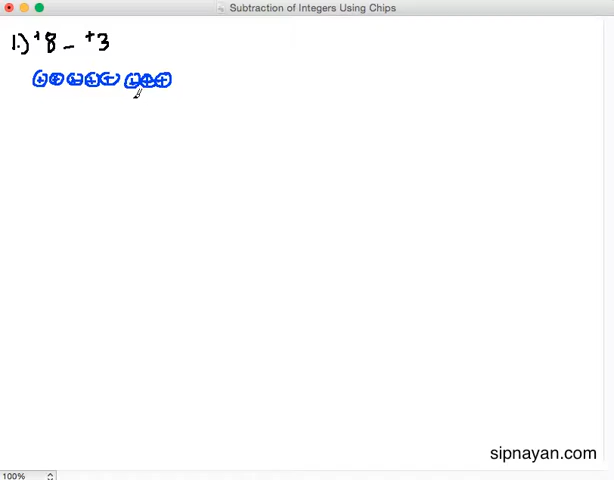 Subtraction of Integers Using Chips
1.) +8 - +3
+ + + + + + + +
sipnayan.com
100%